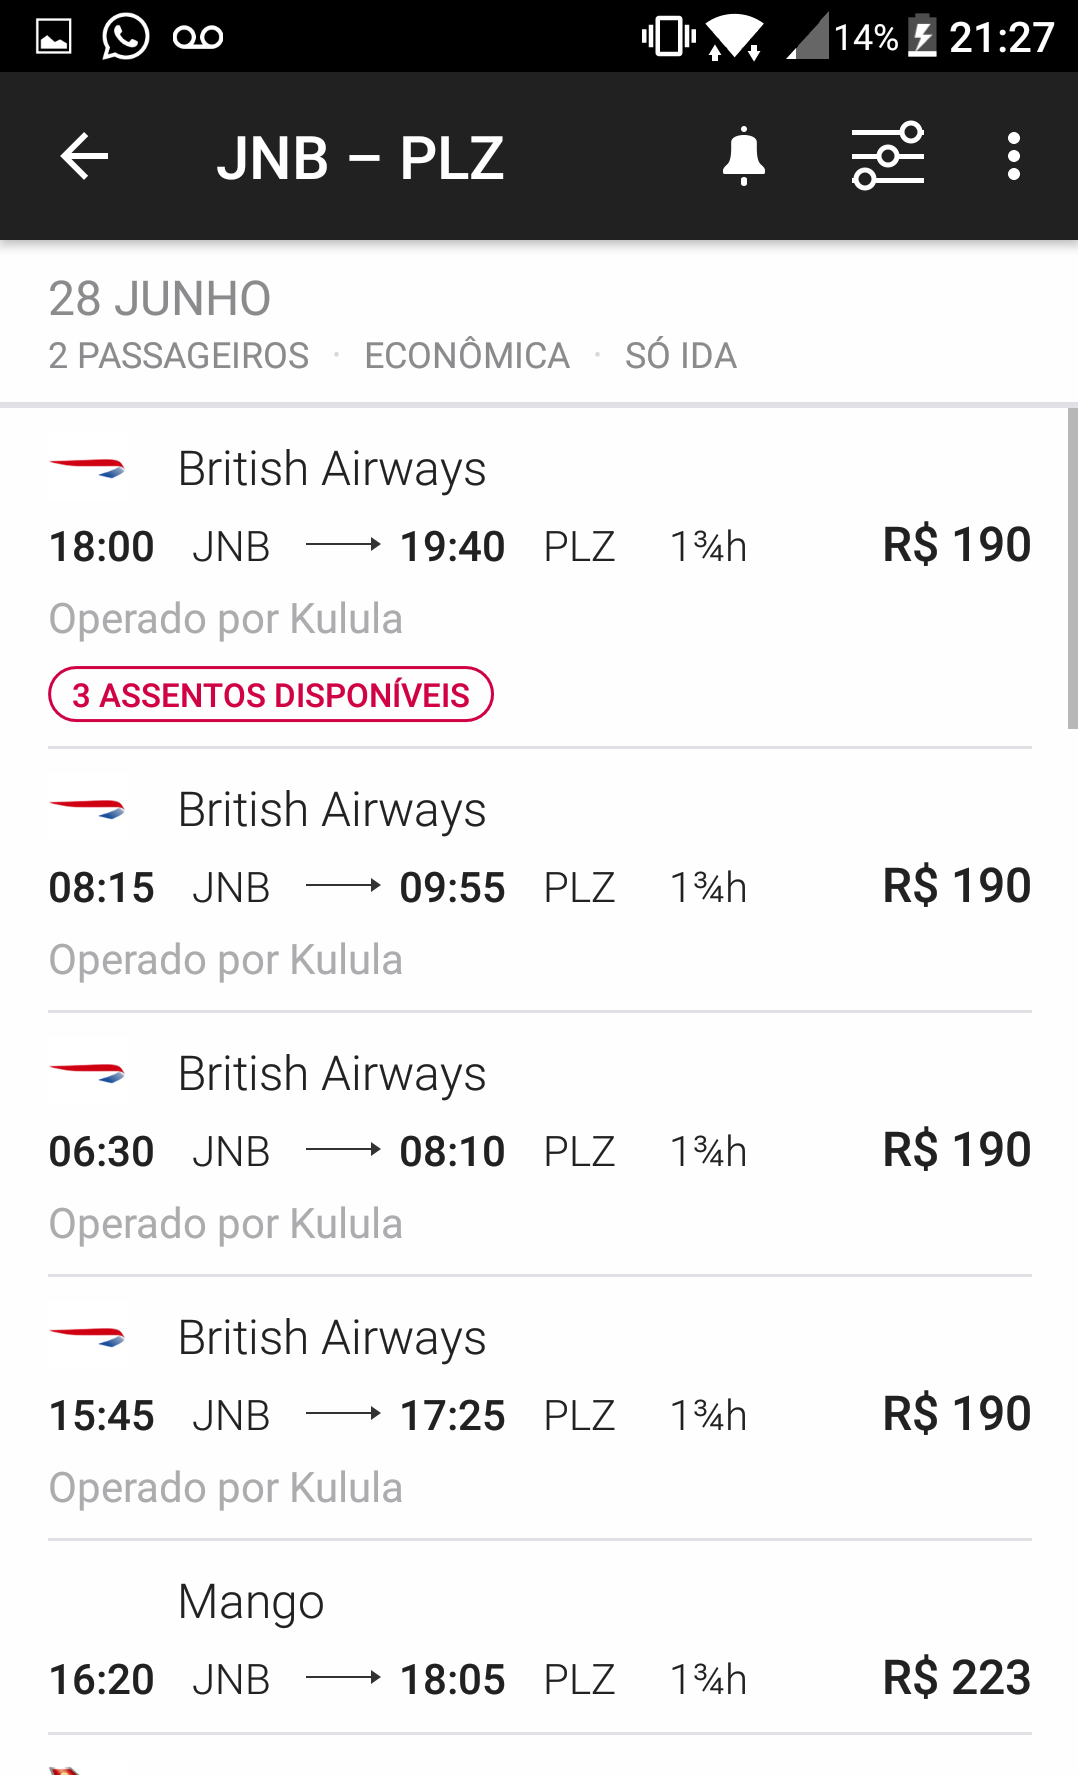 14% 21:27
JNB – PLZ
28 JUNHO
2 PASSAGEIROS · ECONÔMICA · SÓ IDA
British Airways
18:00 JNB 19:40 PLZ 1¾h R$ 190
Operado por Kulula
3 ASSENTOS DISPONÍVEIS
British Airways
08:15 JNB 09:55 PLZ 1¾h R$ 190
Operado por Kulula
British Airways
06:30 JNB 08:10 PLZ 1¾h R$ 190
Operado por Kulula
British Airways
15:45 JNB 17:25 PLZ 1¾h R$ 190
Operado por Kulula
Mango
16:20 JNB 18:05 PLZ 1¾h R$ 223